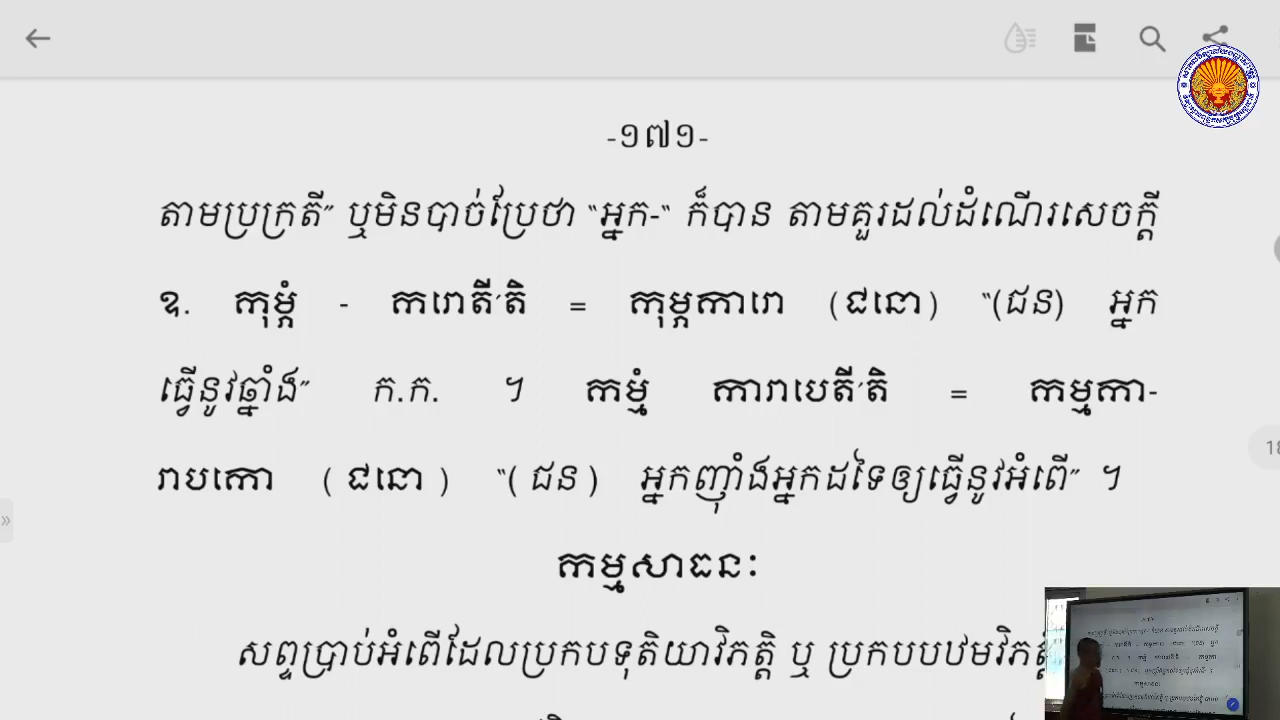 -១៧១-
តាមប្រក្រតី” ឬមិនបាច់ប្រែថា “អ្នក-“ ក៏បាន តាមគួរដល់ដំណើរសេចក្ដី
ឧ. កុម្ភំ - ករោតីតិ = កុម្ភការោ (ជនោ) “(ជន) អ្នក
ធ្វើនូវឆ្នាំង” ក.ក. ។ កម្មំ ការាបេតីតិ = កម្មកា-
រាបកោ ( ជនោ ) “( ជន ) អ្នកញ៉ាំងអ្នកដទៃឲ្យធ្វើនូវអំពើ” ។
កម្មសាធនៈ
សព្ទប្រាប់អំពើដែលប្រកបទុតិយាវិភត្តិ ឬ ប្រកបបឋមវិភត្តិ